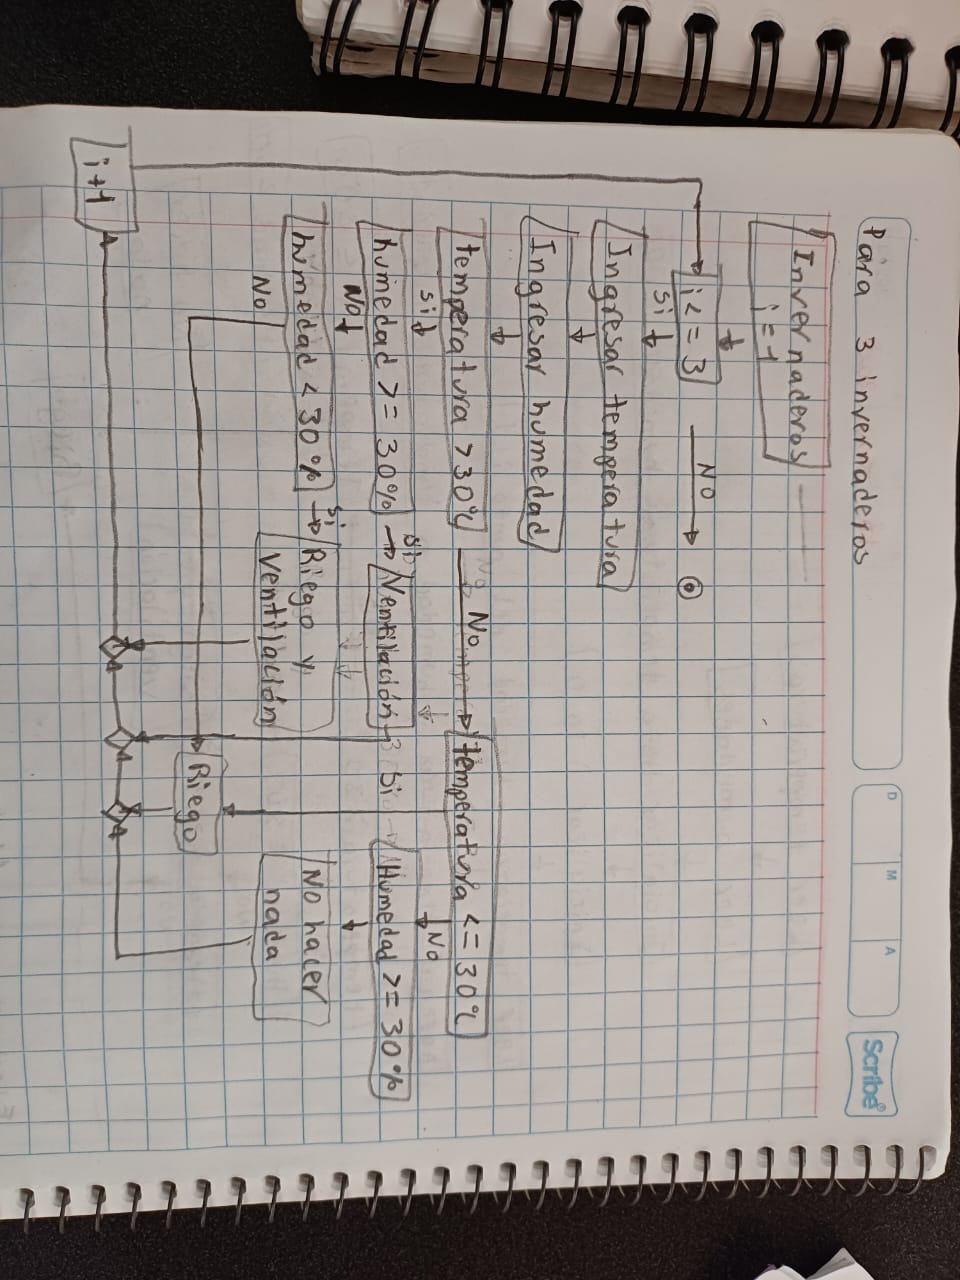 Para 3 invernaderos
D M A
Scribe®
Invernaderos
i = 1
i <= 3
No
Si
Ingresar temperatura
Ingresar humedad
temperatura > 30°C
No
No
temperatura <= 30°C
si
No
humedad >= 30%
si
Ventilación
Si
Humedad >= 30%
No
humedad < 30%
Si
Riego y
ventilación
No hacer
nada
No
Riego
i+1